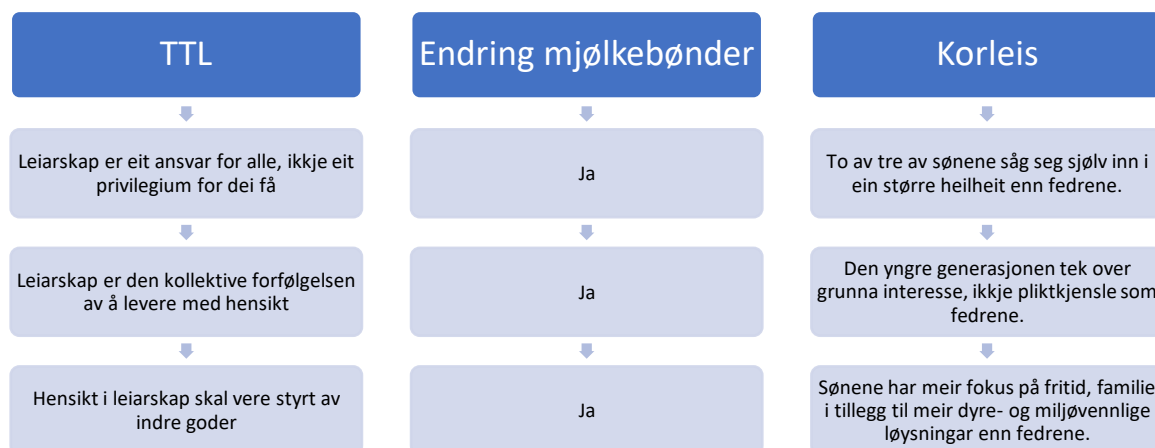 TTL
Leiarskap er eit ansvar for alle, ikkje eit
privilegium for dei få
Leiarskap er den kollektive forfølgelsen
av å levere med hensikt
Hensikt i leiarskap skal vere styrt av
indre goder
Endring mjølkebønder
Ja
Ja
Ja
Korleis
To av tre av sønene såg seg sjølv inn i
ein større heilheit enn fedrene.
Den yngre generasjonen tek over
grunna interesse, ikkje pliktkjensle som
fedrene.
Sønene har meir fokus på fritid, familie
i tillegg til meir dyre- og miljøvennlige
løysningar enn fedrene.